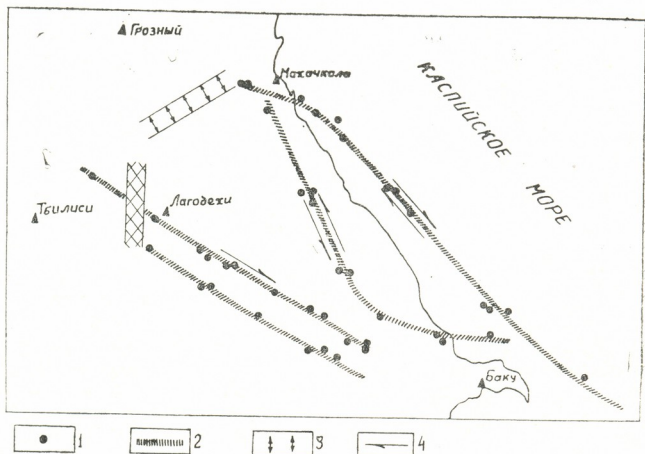 Грозный
Махачкала
КАСПИЙСКОЕ
МОРЕ
Тбилиси
Лагодехи
Баку
1
2
3
4